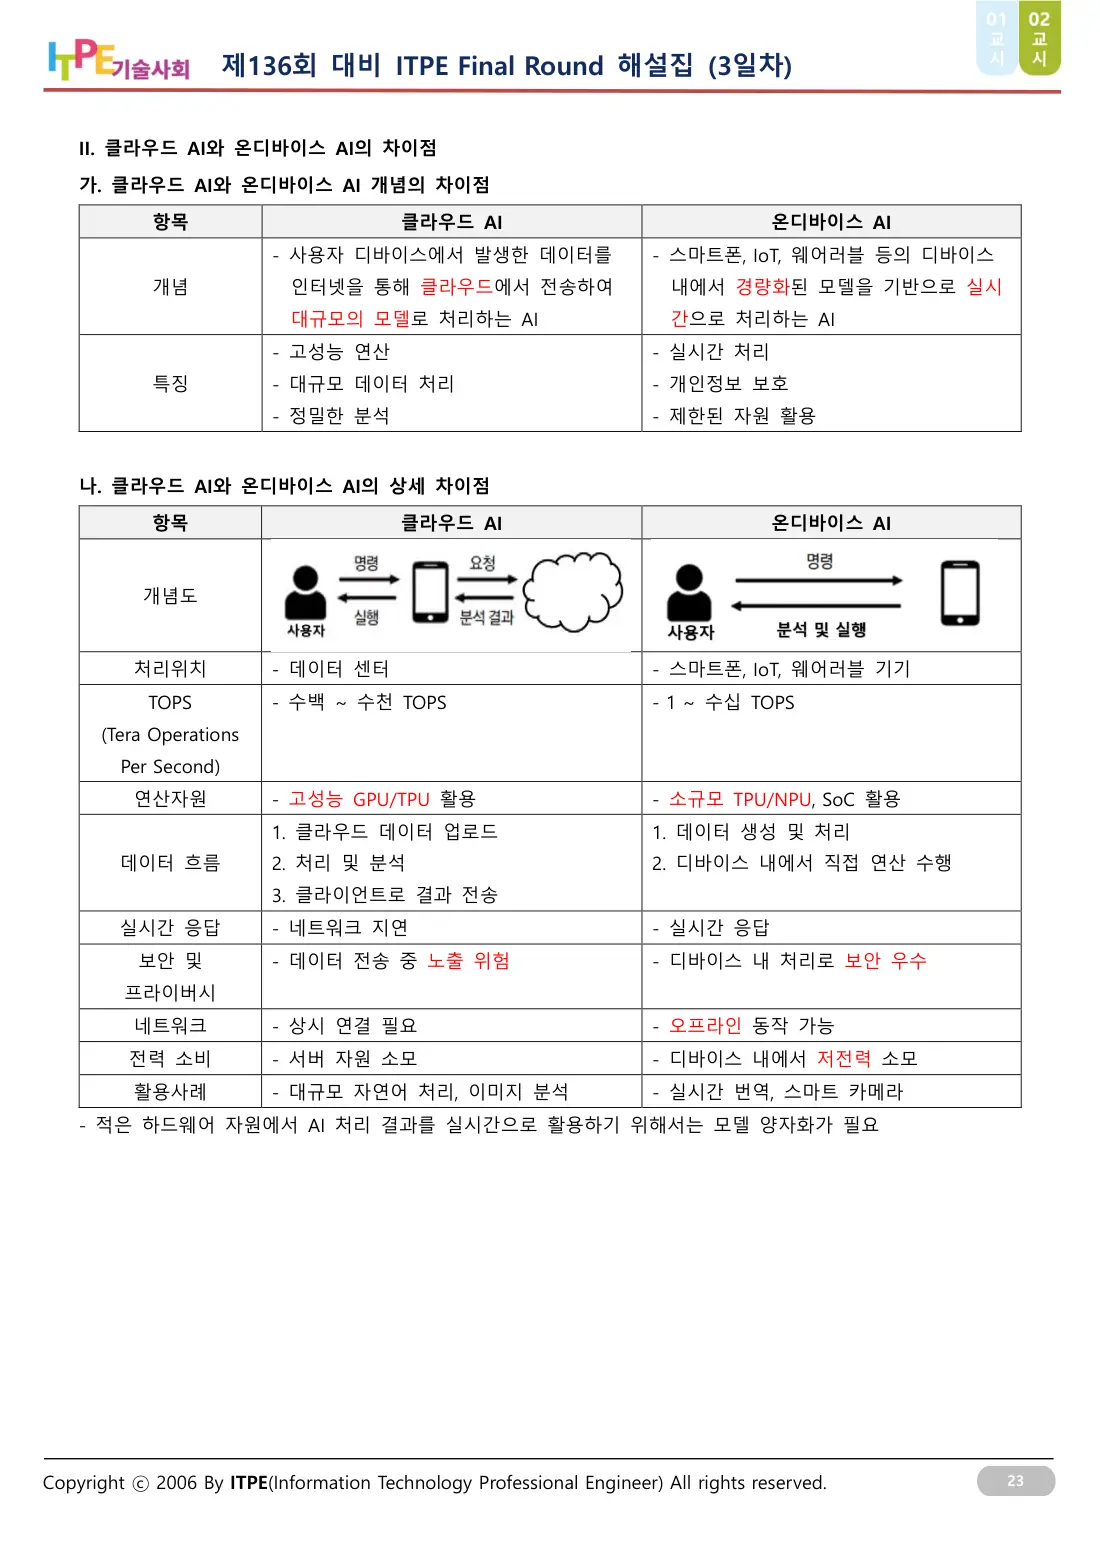 ITPE기술사회 제136회 대비 ITPE Final Round 해설집 (3일차)
01 교시
02 교시
II. 클라우드 AI와 온디바이스 AI의 차이점
가. 클라우드 AI와 온디바이스 AI 개념의 차이점
항목 클라우드 AI 온디바이스 AI
개념
- 사용자 디바이스에서 발생한 데이터를
인터넷을 통해 클라우드에서 전송하여
대규모의 모델로 처리하는 AI
- 스마트폰, IoT, 웨어러블 등의 디바이스
내에서 경량화된 모델을 기반으로 실시
간으로 처리하는 AI
특징
- 고성능 연산
- 대규모 데이터 처리
- 정밀한 분석
- 실시간 처리
- 개인정보 보호
- 제한된 자원 활용
나. 클라우드 AI와 온디바이스 AI의 상세 차이점
항목 클라우드 AI 온디바이스 AI
개념도
명령 요청
실행 분석 결과
사용자
명령
분석 및 실행
사용자
처리위치 - 데이터 센터 - 스마트폰, IoT, 웨어러블 기기
TOPS
(Tera Operations
Per Second)
- 수백 ~ 수천 TOPS
- 1 ~ 수십 TOPS
연산자원 - 고성능 GPU/TPU 활용 - 소규모 TPU/NPU, SoC 활용
데이터 흐름
1. 클라우드 데이터 업로드
2. 처리 및 분석
3. 클라이언트로 결과 전송
1. 데이터 생성 및 처리
2. 디바이스 내에서 직접 연산 수행
실시간 응답 - 네트워크 지연 - 실시간 응답
보안 및
프라이버시
- 데이터 전송 중 노출 위험
- 디바이스 내 처리로 보안 우수
네트워크 - 상시 연결 필요 - 오프라인 동작 가능
전력 소비 - 서버 자원 소모 - 디바이스 내에서 저전력 소모
활용사례 - 대규모 자연어 처리, 이미지 분석 - 실시간 번역, 스마트 카메라
- 적은 하드웨어 자원에서 AI 처리 결과를 실시간으로 활용하기 위해서는 모델 양자화가 필요
Copyright ⓒ 2006 By ITPE(Information Technology Professional Engineer) All rights reserved.
23